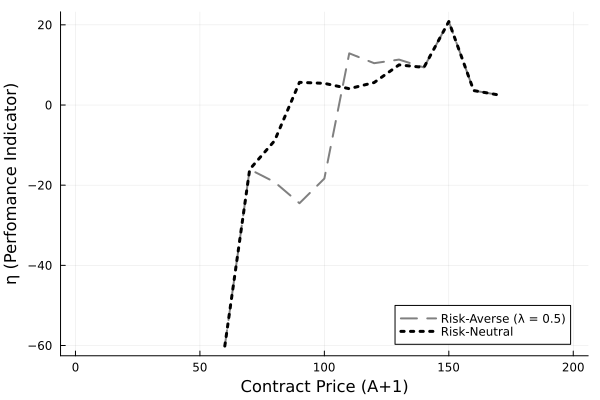 20
0
−20
−40
−60
η (Perfomance Indicator)
Risk-Averse (λ = 0.5)
Risk-Neutral
0
50
100
150
200
Contract Price (A+1)